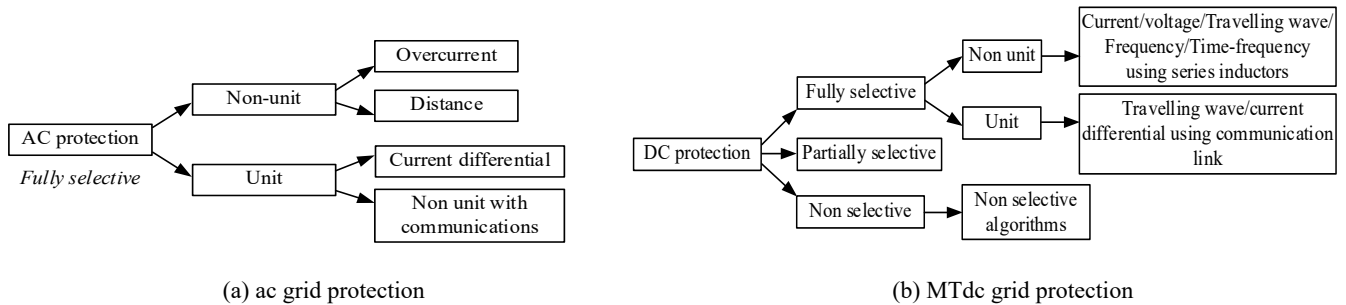 Overcurrent
Non-unit
Distance
AC protection
Fully selective
Current differential
Unit
Non unit with
communications
(a) ac grid protection
Current/voltage/Travelling wave/
Frequency/Time-frequency
using series inductors
Non unit
Fully selective
Unit
Travelling wave/current
differential using communication
link
DC protection
Partially selective
Non selective
Non selective
algorithms
(b) MTdc grid protection